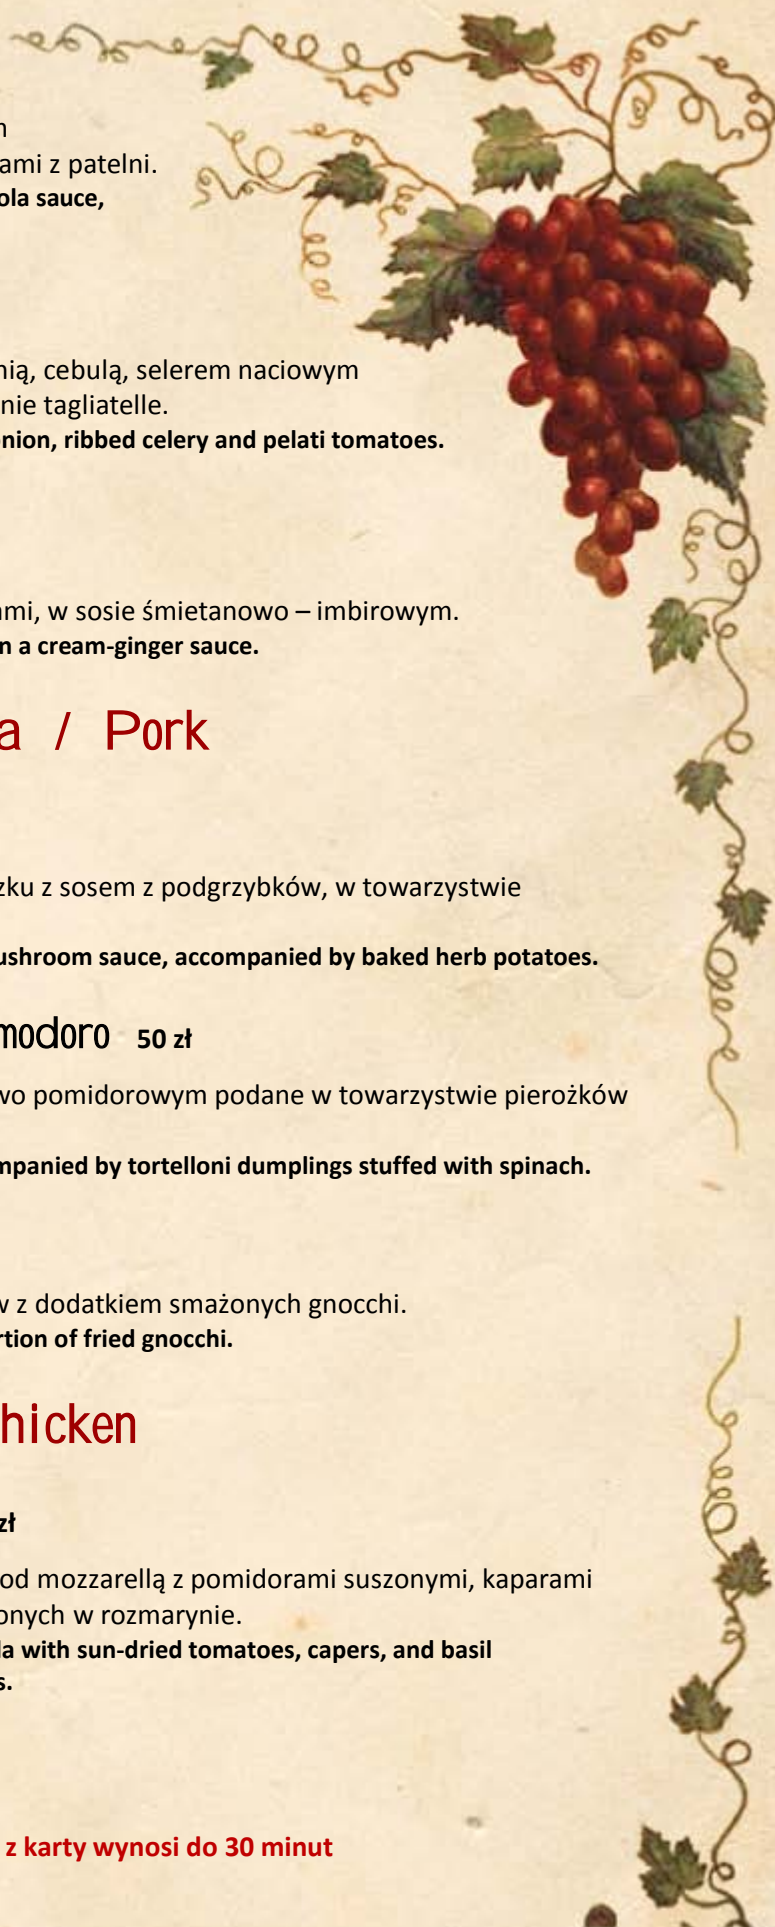 ami z patelni.
ola sauce,
nią, cebulą, selerem naciowym
nie tagliatelle.
nion, ribbed celery and pelati tomatoes.
ami, w sosie śmietanowo – imbirowym.
n a cream-ginger sauce.
a / Pork
zku z sosem z podgrzybków, w towarzystwie
ushroom sauce, accompanied by baked herb potatoes.
modoro 50 zł
wo pomidorowym podane w towarzystwie pierożków
mpanied by tortelloni dumplings stuffed with spinach.
w z dodatkiem smażonych gnocchi.
rtion of fried gnocchi.
hicken
zł
od mozzarellą z pomidorami suszonymi, kaparami
onych w rozmarynie.
la with sun-dried tomatoes, capers, and basil
s.
z karty wynosi do 30 minut